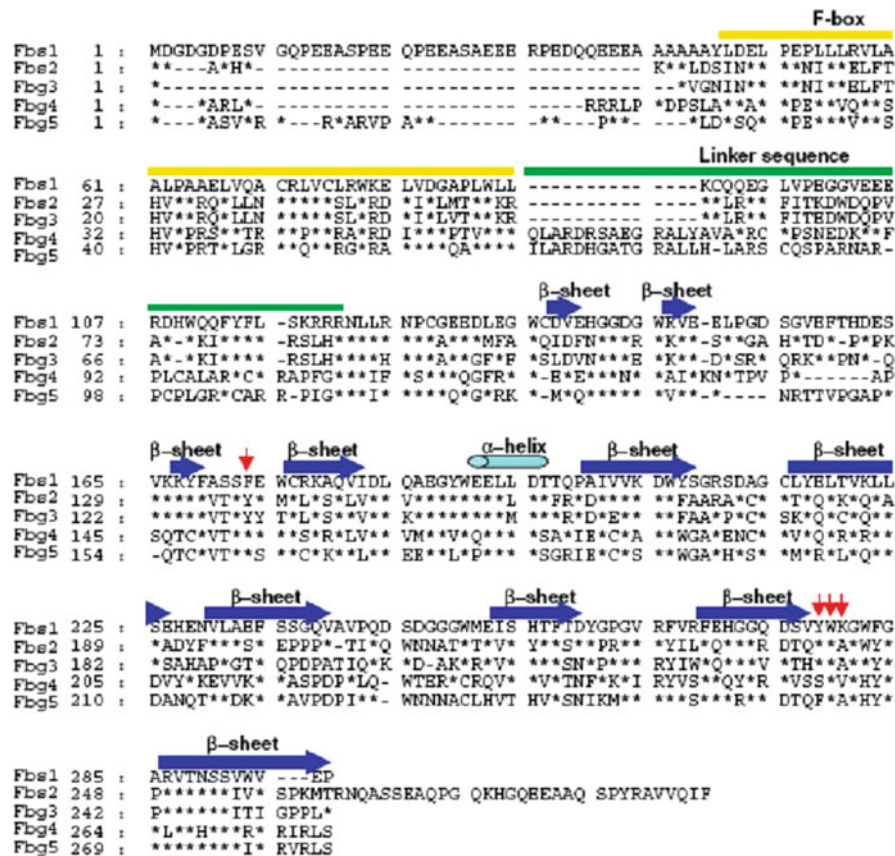 F-box
Fbs1 1 : MDGDGDPESV GQPEEASPEE QPEEASAEEE RPEDQQEEEA AAAAAYLDEL PEPLLLRVLA
Fbs2 1 : **---A*H*- ---------- ---------- ---------- K**LDSIN** ***NI**ELFT
Fbg3 1 : *--------- ---------- ---------- ---------- ---*VGNIN** ***NI**ELFT
Fbg4 1 : *--*ARL*-- ---------- ---------- -----RRRLP *DPSLA**A** *PE**VQ**S
Fbg5 1 : *--*ASV*R- --R*ARVPA* A**------- ---**P**-- ---*LD*SQ* *PE***V**S
Linker sequence
Fbs1 61 : ALPAAELVQA CRLVCLRWKE LVDGAPLWLL ---------- -----KCQQEG LVPEGGVEEE
Fbs2 27 : HV**RQ*LLN *****SL*RD *I*LMT**KR ---------- -----**LR** FITEDWDQPV
Fbg3 20 : HV**RQ*LLN *****SL*RD *I*LVT**KR ---------- -----**LR** FITEDWDQPV
Fbg4 32 : HV*PRS**TR **P**RA*RD I***PTV*** QLARDRSAEG RALYAVA*RC *PSNEDK**F
Fbg5 40 : HV*PRT*LGR **Q**RG*RA ****QA**** ILARDHGATG RALLHLARS CQSPARNAR-
β-sheet β-sheet
Fbs1 107 : RDHWQQFYFL -SKRRRNLLR NPCGEEDLEG WCDVEHGGDG WRVE-ELPGD SGVEFTHDES
Fbs2 73 : A*-*KI**** -RSLH***** *****A**MFA *QIDFN***R *K**-**S** GA*H*TD*-P*PK
Fbg3 66 : A*-*KI**** -RSLH****H ****A**GF*F *SLDVN***E *K**-*D*SR *QRK**PN*-Q
Fbg4 92 : PLCALAR*C* RAPFG***IF *S****QGFR* *-E*E***N* *AI*KN*TPV P*------AP
Fbg5 98 : PCPLGR*CAR R-PIG***I* *****Q*G*RK *-M*Q***** *V**-*---- NRTTVPGAP*
β-sheet β-sheet α-helix β-sheet β-sheet
Fbs1 165 : VKRYFASSFE WCRKAQVIDL QAEGYWEELL DTTQPAIVVK DWYSGRSDAG CLYELTVKLL
Fbs2 129 : *****VT*Y* M*L*S*LV** V********* **FR*D**** **FAARA*C* **T*Q*K**Q*A
Fbg3 122 : *****VT*YY T*L*S**V** K********M **R*D*E*** **FAA*P*C* SK*Q*C*Q**
Fbg4 145 : SQTC*VT*** **S*R*LV** VM**V**Q**** **SA*IE*C*A **WGA*ENC* *V*Q*R*R**
Fbg5 154 : -QTC*VT**S **C*K**L** EE**L*P**** **SGRIE*C*S **WGA*H*S* *M*R*L*Q**
β-sheet β-sheet β-sheet
Fbs1 225 : SEHENVLAEF SSGQVAVPQD SDGGGWMEIS HTFTDYGPGV RFVRFEHGGQ DSVYWKGWFG
Fbs2 189 : *ADYF***S* *EPPP*-TI*Q WNNAT*T*V* Y**S**PR** *YIL*Q***R DTQ**A*WY*
Fbg3 182 : *SAHAP*GT* *QPDPATIQ*K *D-AK*R*V* ***SN*P*** RYIW*Q***V *TH**A**Y*
Fbg4 205 : DVY*KEVVK* *ASPDP*LQ- *WTER*CRQV* *V*TNF*K*I RYVS**QY*R *VSS*V*HY*
Fbg5 210 : DANQT**DK* *AVPDPI**- WNNNACLHVT HV*SNIKM** ***S***R** DTQF*A*HY*
β-sheet
Fbs1 285 : ARVTNSSVWV ---EP
Fbs2 248 : P******IV* SPKMTRNQASSEAQPG QKHGQEEAAQ SPYRAVVQIF
Fbg3 242 : P******ITI GPPL*
Fbg4 264 : *L**H***R* RIRLS
Fbg5 269 : ********I* RVRLS